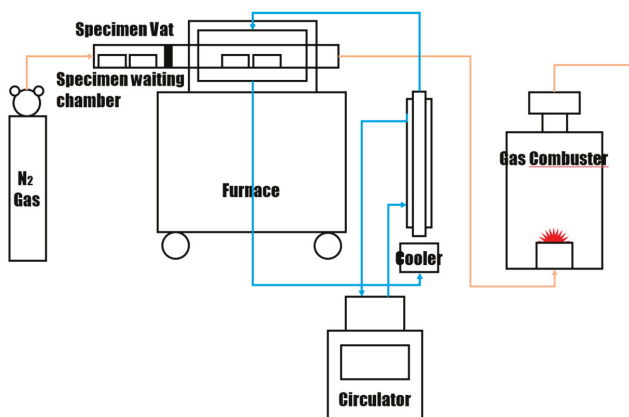 Specimen Vat
Specimen waiting
chamber
N2
Gas
Furnace
Cooler
Circulator
Gas Combuster